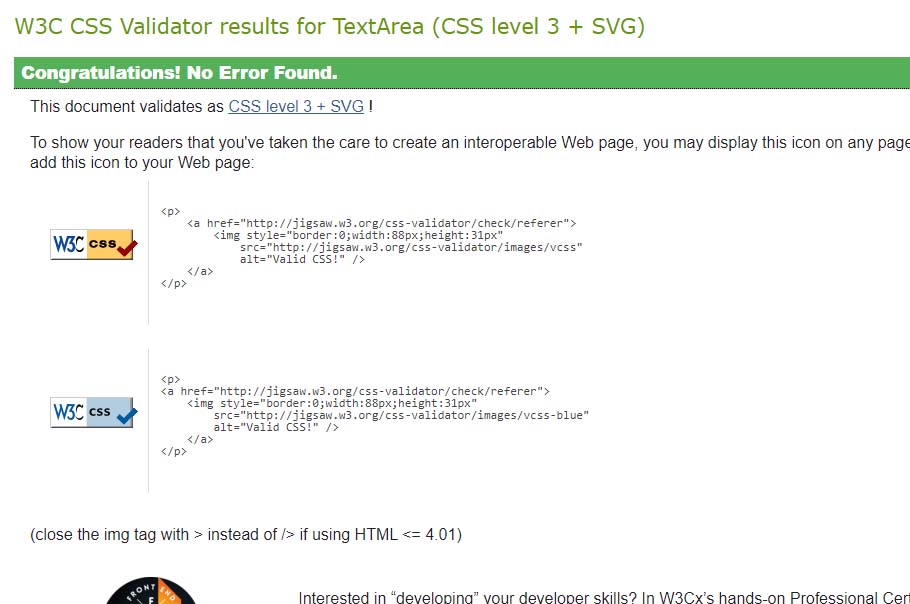 W3C CSS Validator results for TextArea (CSS level 3 + SVG)
Congratulations! No Error Found.
This document validates as CSS level 3 + SVG !
To show your readers that you've taken the care to create an interoperable Web page, you may display this icon on any page
add this icon to your Web page:
W3C css
<p>
<a href="http://jigsaw.w3.org/css-validator/check/referer">
<img style="border:0;width:88px;height:31px"
src="http://jigsaw.w3.org/css-validator/images/vcss"
alt="Valid CSS!" />
</a>
</p>
W3C css
<p>
<a href="http://jigsaw.w3.org/css-validator/check/referer">
<img style="border:0;width:88px;height:31px"
src="http://jigsaw.w3.org/css-validator/images/vcss-blue"
alt="Valid CSS!" />
</a>
</p>
(close the img tag with > instead of /> if using HTML <= 4.01)
FRONT END
F
Interested in “developing” your developer skills? In W3Cx's hands-on Professional Cert